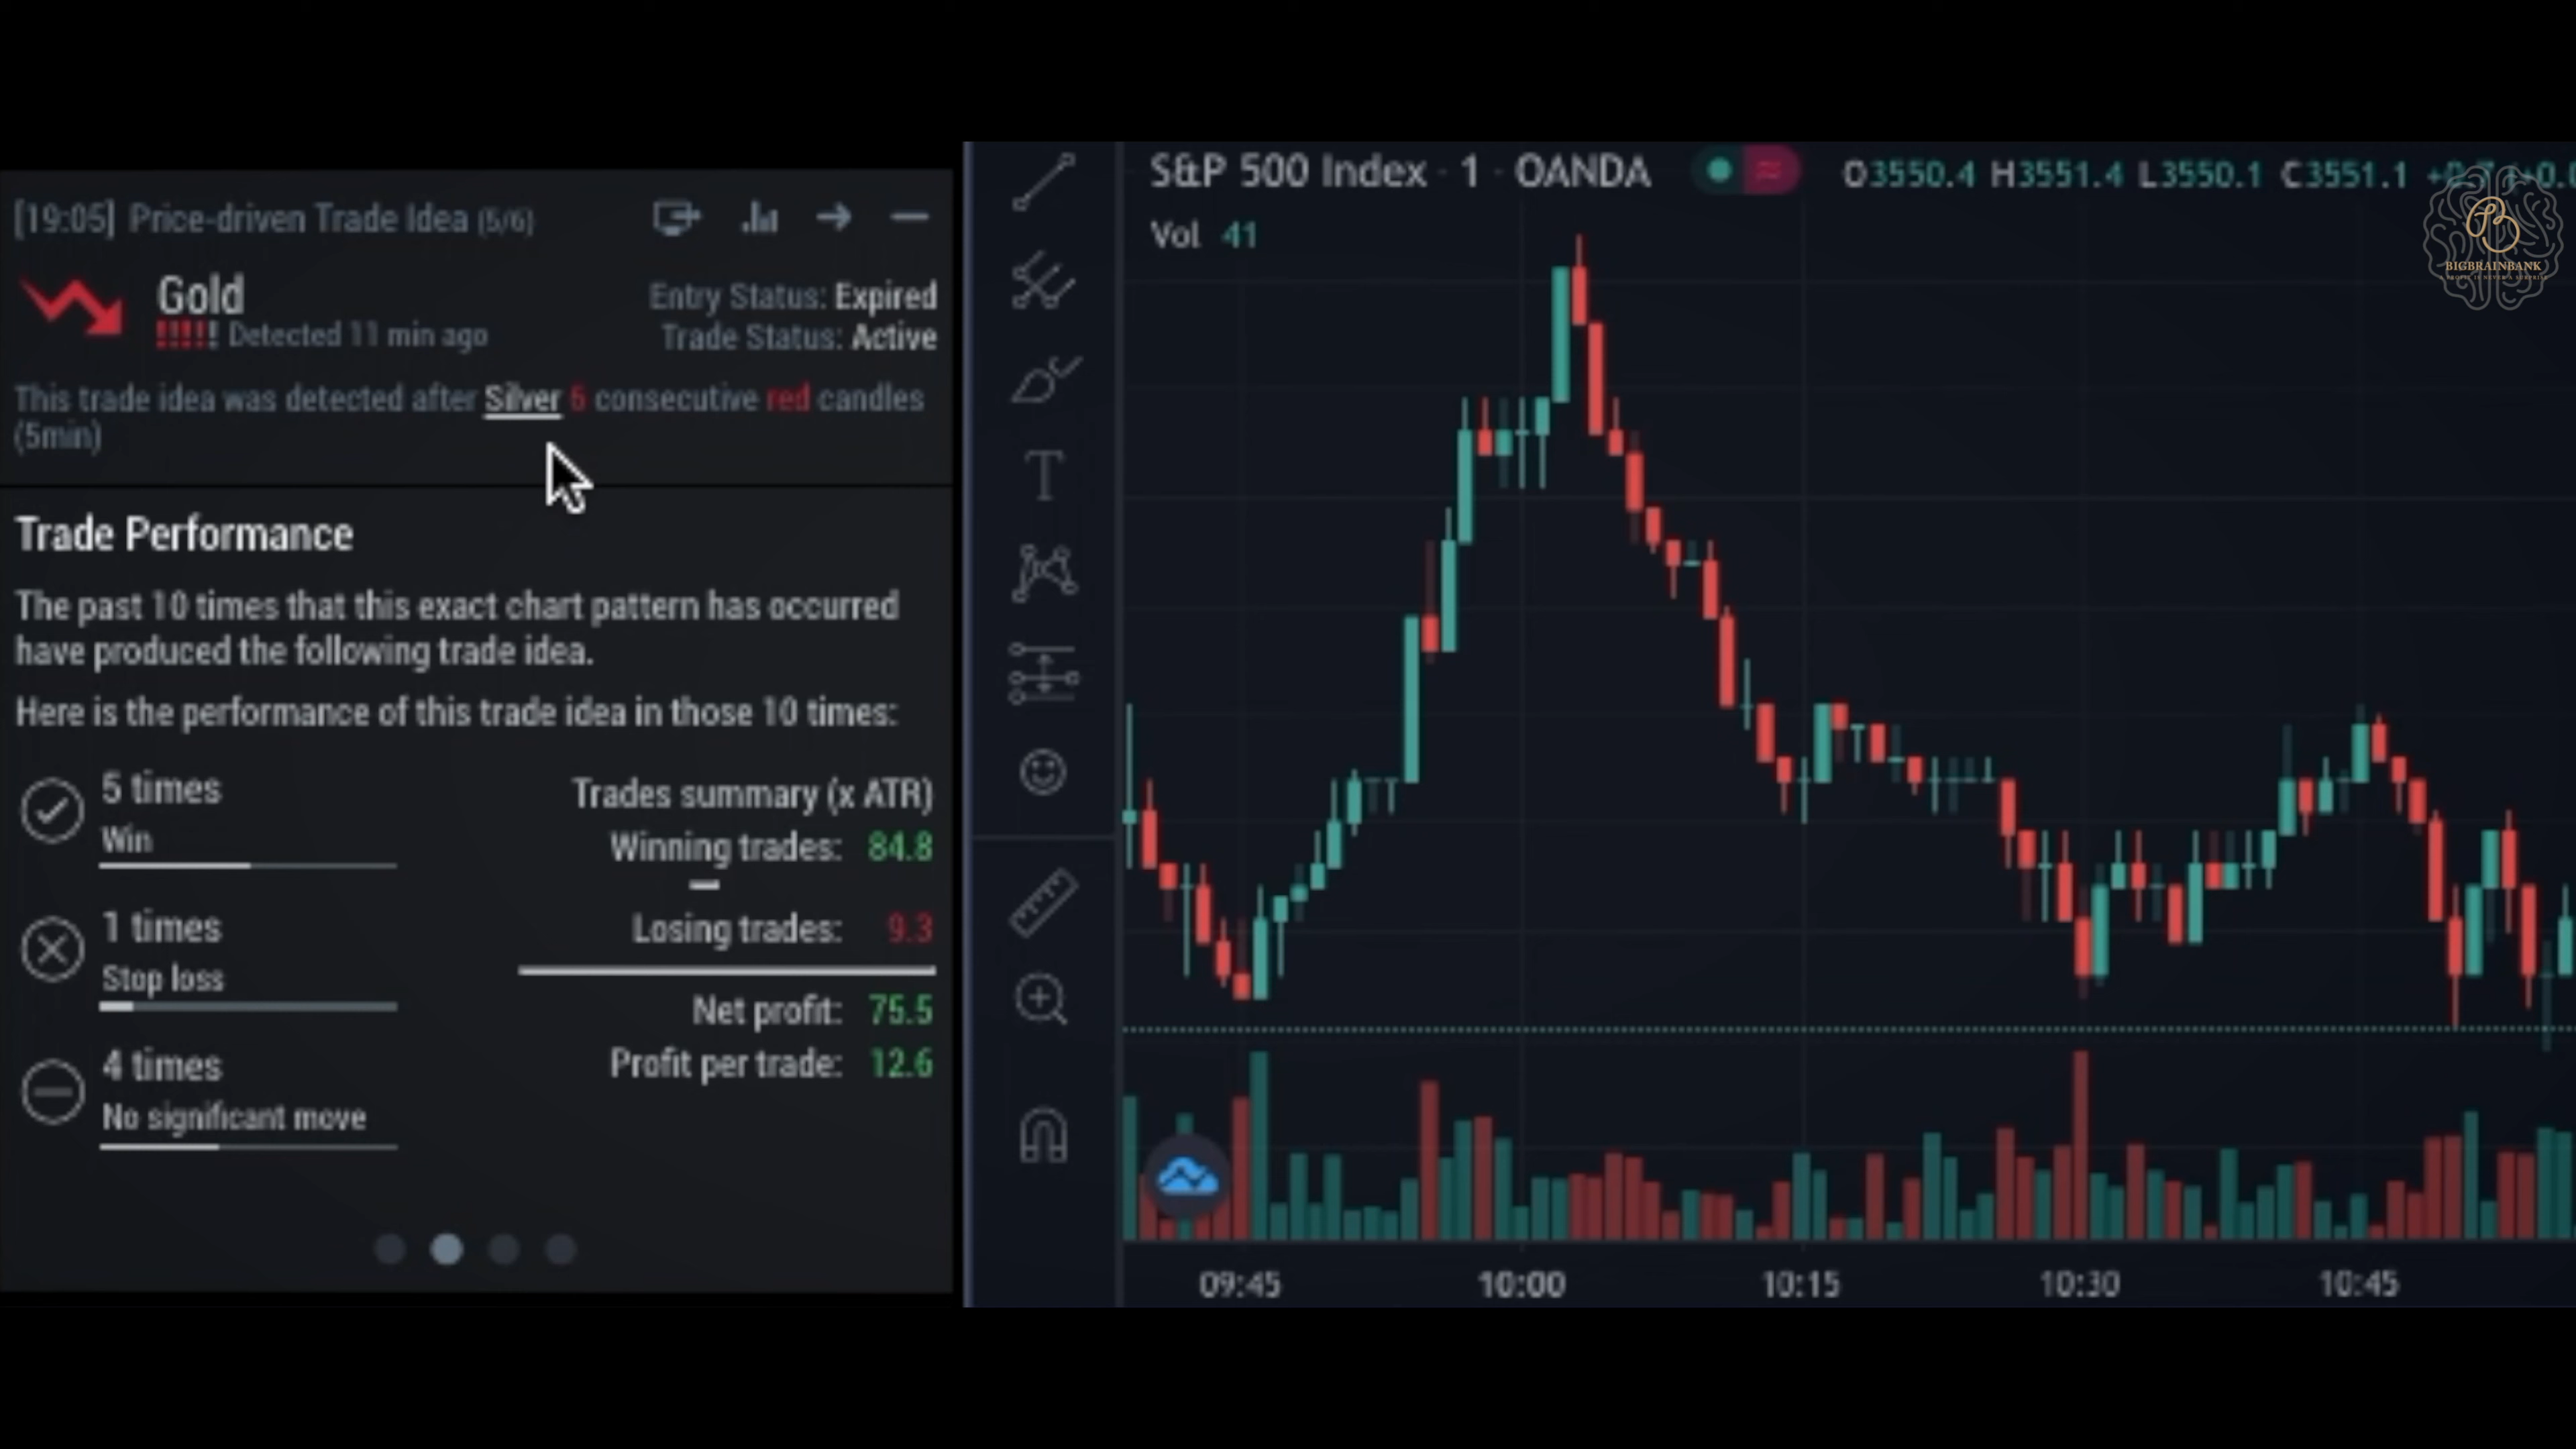 [19:05] Price-driven Trade Idea (5/6)
Gold
!!!!! Detected 11 min ago
Entry Status: Expired
Trade Status: Active
This trade idea was detected after Silver 6 consecutive red candles
(5min)
Trade Performance
The past 10 times that this exact chart pattern has occurred
have produced the following trade idea.
Here is the performance of this trade idea in those 10 times:
5 times
Win
1 times
Stop loss
4 times
No significant move
Trades summary (x ATR)
Winning trades: 84.8
Losing trades: 9.3
Net profit: 75.5
Profit per trade: 12.6
S&P 500 Index · 1 · OANDA
O3550.4 H3551.4 L3550.1 C3551.1
Vol 41
T
B
BIGBRAINBANK
09:45 10:00 10:15 10:30 10:45